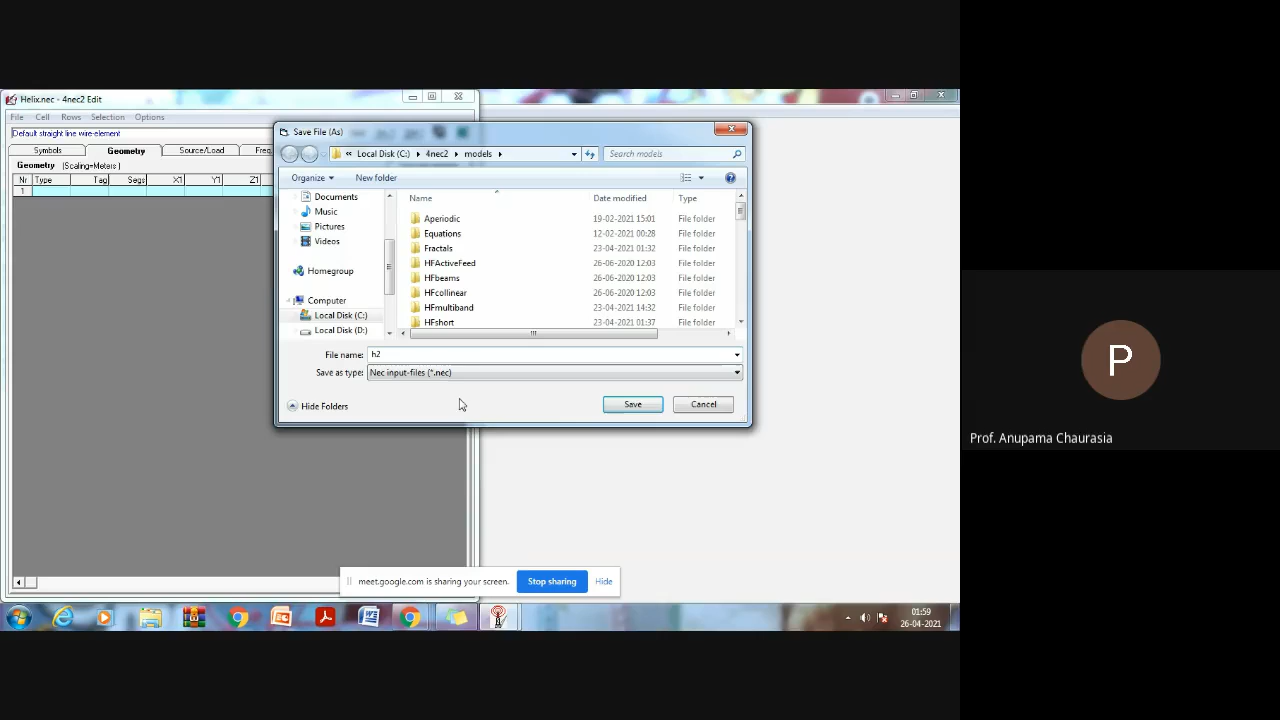 Helix.nec - 4nec2 Edit
File Cell Rows Selection Options
Default straight line wire-element
Symbols Geometry Source/Load
Geometry (Scaling=Meters )
Nr Type Tag Segs X1 Y1 Z1
1
Save File (As)
« Local Disk (C:) 4nec2 models Search models
Organize New folder
Documents
Music
Pictures
Videos
Homegroup
Computer
Local Disk (C:)
Local Disk (D:)
Name Date modified Type
Aperiodic 19-02-2021 15:01 File folder
Equations 12-02-2021 00:28 File folder
Fractals 23-04-2021 01:32 File folder
HFActiveFeed 26-06-2020 12:03 File folder
HFbeams 26-06-2020 12:03 File folder
HFcollinear 26-06-2020 12:03 File folder
HFmultiband 23-04-2021 14:32 File folder
HFshort 23-04-2021 01:37 File folder
File name: h2
Save as type: Nec input-files (*.nec)
Hide Folders Save Cancel
meet.google.com is sharing your screen. Stop sharing Hide
01:59
26-04-2021
P
Prof. Anupama Chaurasia